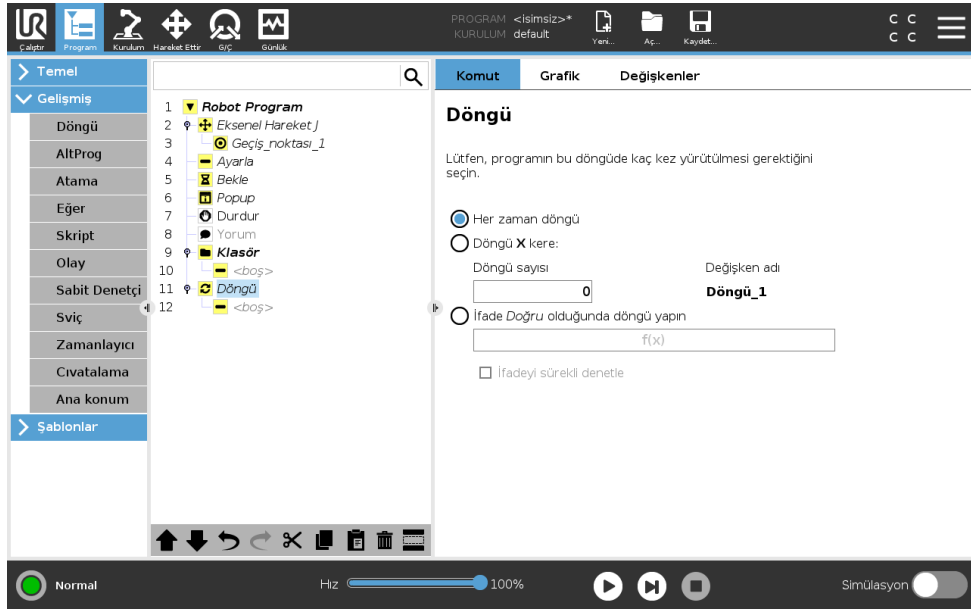 UR
PROGRAM <isimsiz>*
KURULUM default
C C
C C
Çalıştır Program Kurulum Hareket Ettir G/Ç Günlük Yeni... Aç... Kaydet...
Temel
Gelişmiş
Döngü
AltProg
Atama
Eğer
Skript
Olay
Sabit Denetçi
Sviç
Zamanlayıcı
Cıvatalama
Ana konum
Şablonlar
1 Robot Program
2 Eksenel Hareket J
3 Geçiş_noktası_1
4 Ayarla
5 Bekle
6 Popup
7 Durdur
8 Yorum
9 Klasör
10 <boş>
11 Döngü
12 <boş>
Komut Grafik Değişkenler
Döngü
Lütfen, programın bu döngüde kaç kez yürütülmesi gerektiğini
seçin.
Her zaman döngü
Döngü X kere:
Döngü sayısı Değişken adı
0 Döngü_1
İfade Doğru olduğunda döngü yapın
f(x)
İfadeyi sürekli denetle
Normal Hız 100% Simülasyon